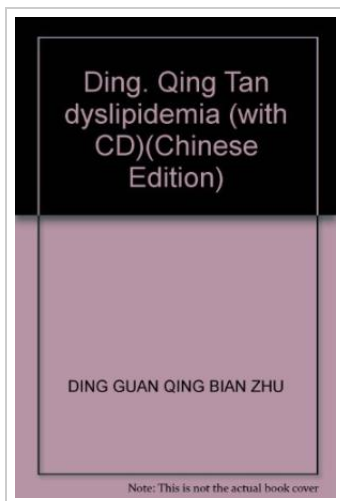 Ding. Qing Tan
dyslipidemia (with
CD)(Chinese
Edition)
DING GUAN QING BIAN ZHU
Note: This is not the actual book cover